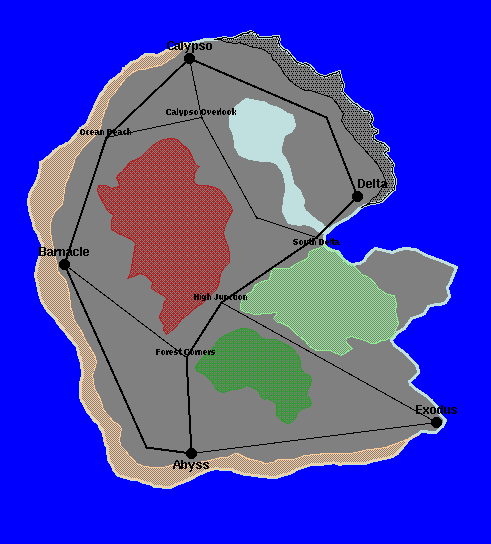 Calypso
Calypso Overlook
Ocean Beach
Delta
South Delta
Barnacle
High Junction
Forest Corners
Exodus
Abyss